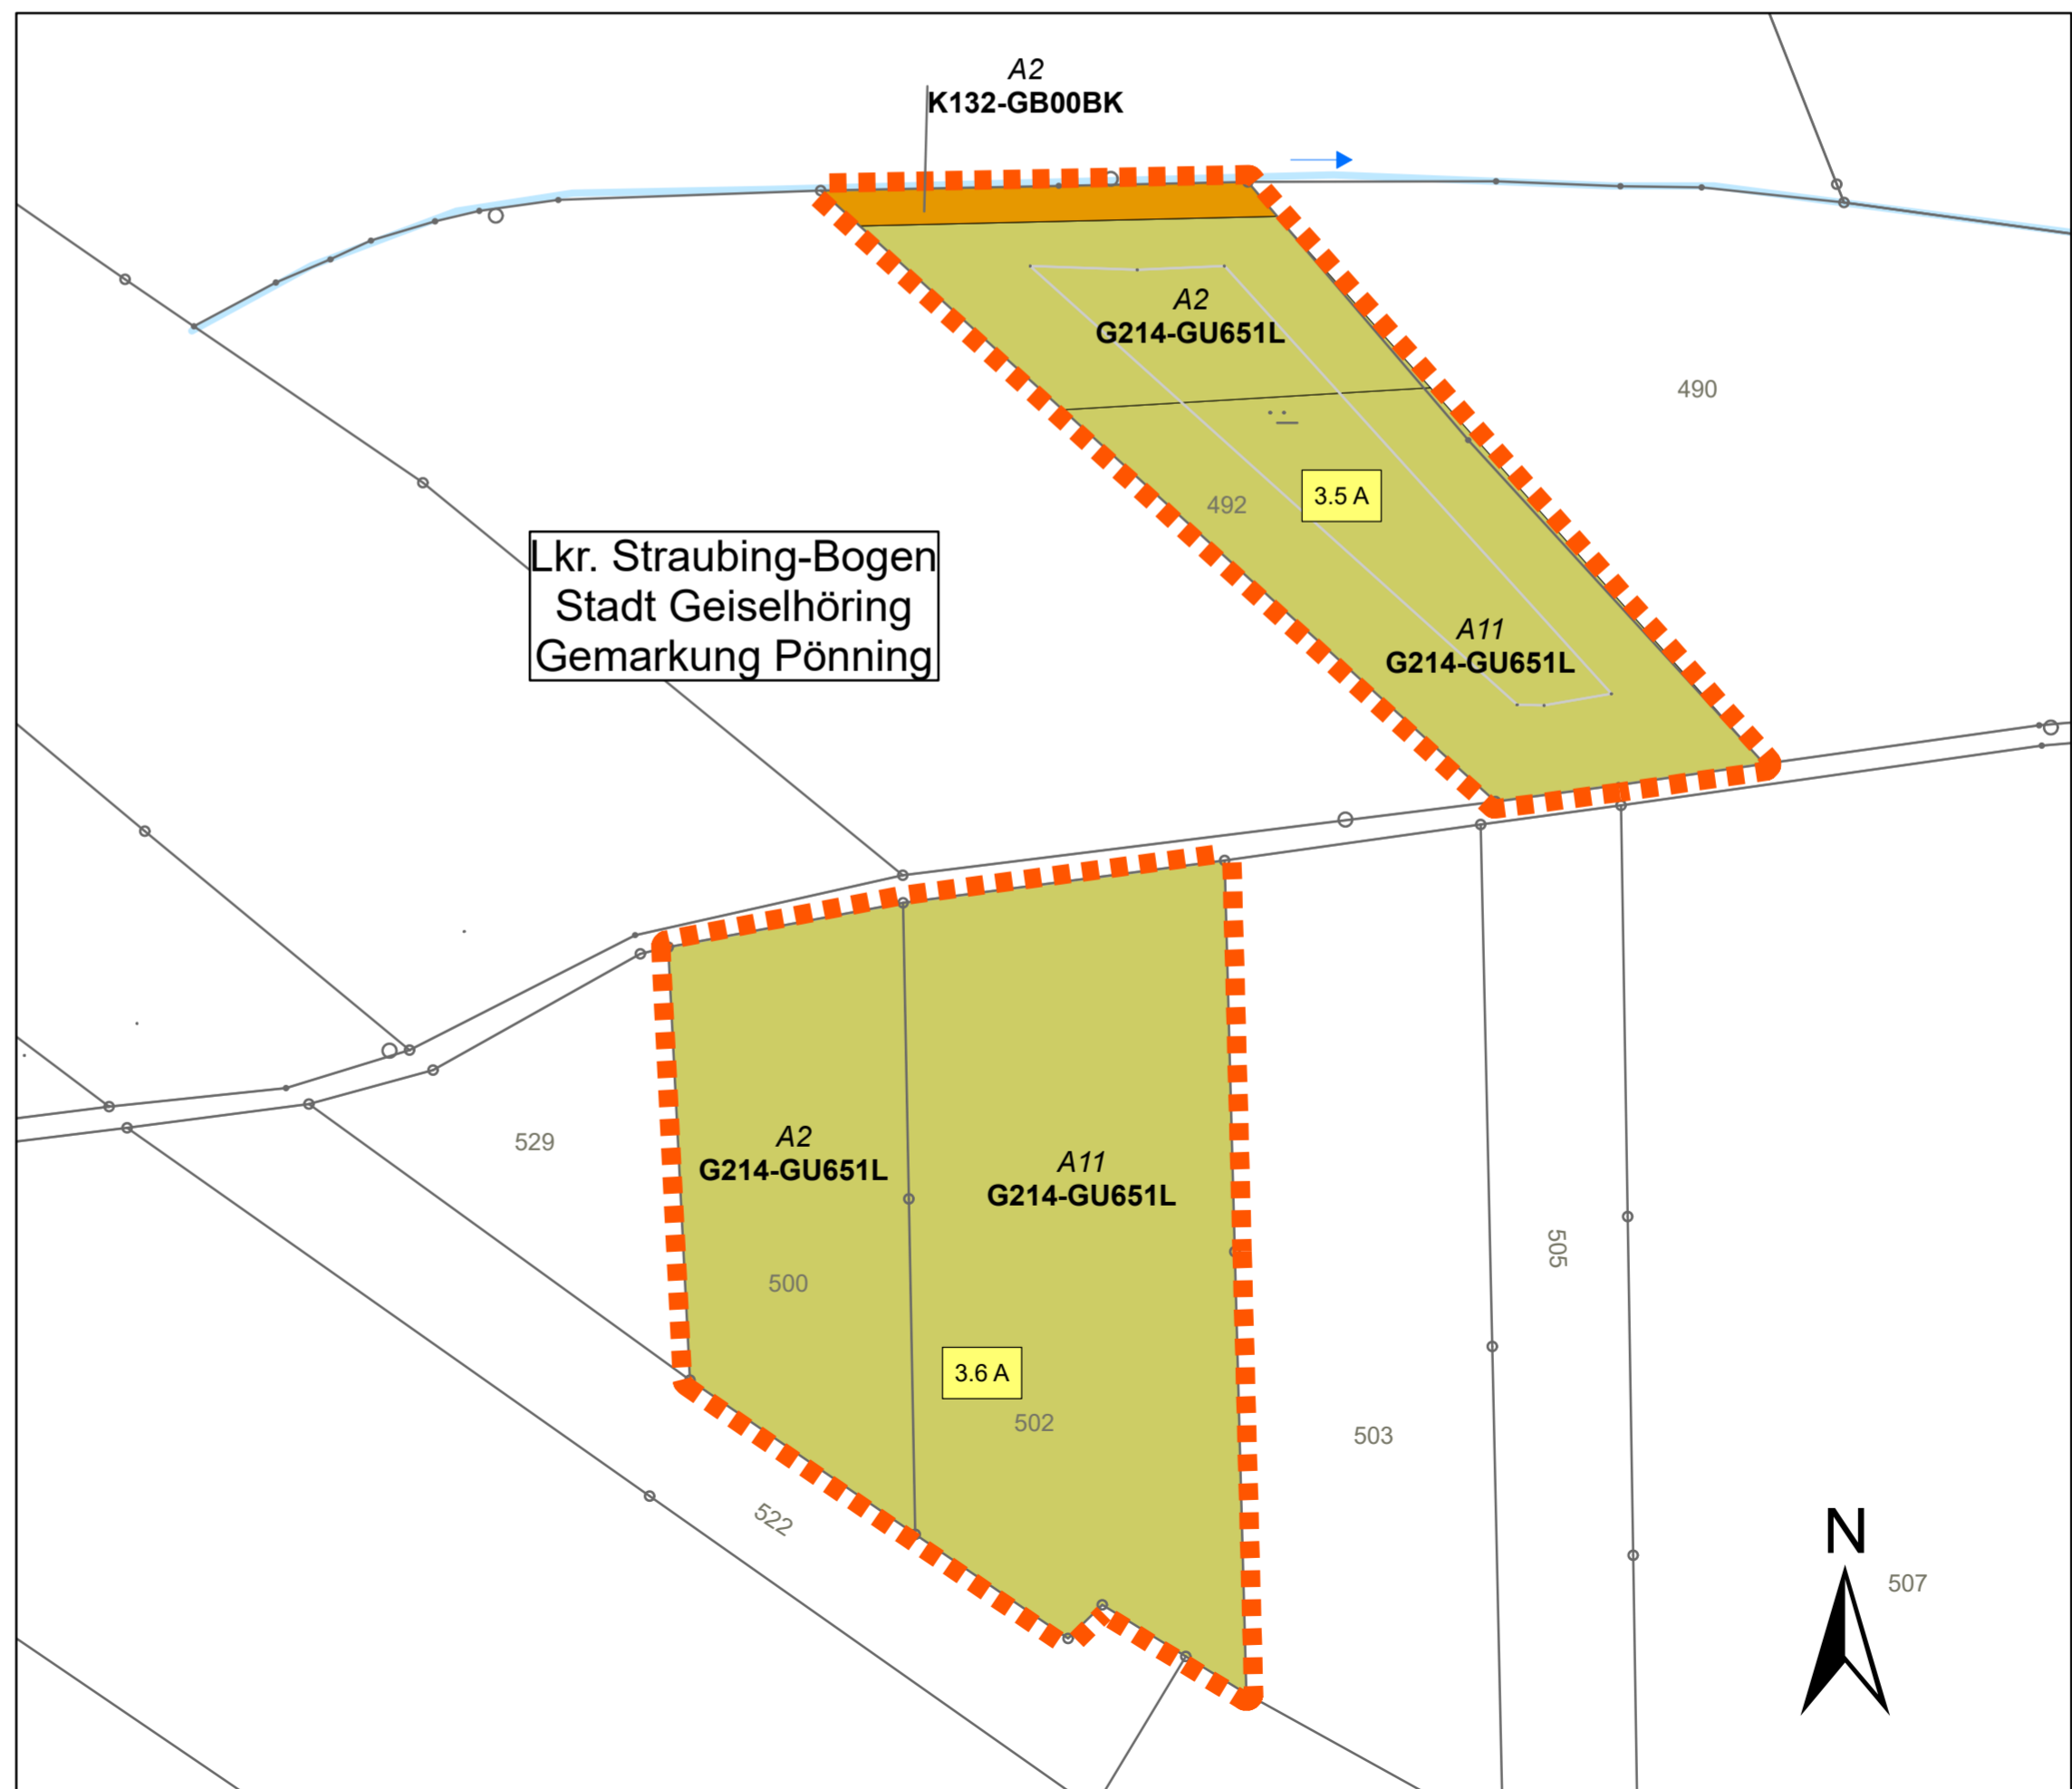 A2
K132-GB00BK
A2
G214-GU651L
490
3.5 A
492
Lkr. Straubing-Bogen
Stadt Geiselhöring
Gemarkung Pönning
A11
G214-GU651L
529
A2
G214-GU651L
A11
G214-GU651L
505
500
3.6 A
502
503
522
N
507